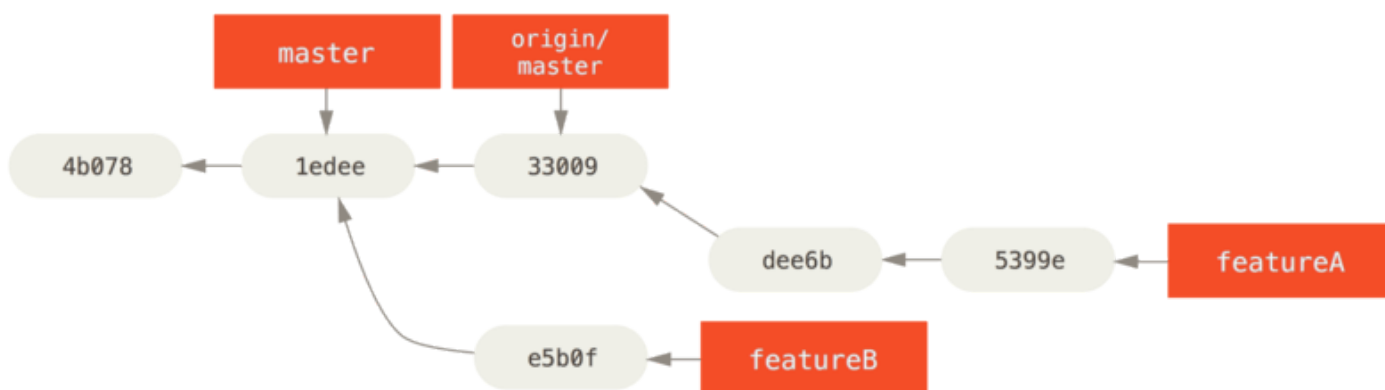 master
origin/
master
4b078
1edee
33009
dee6b
5399e
featureA
e5b0f
featureB